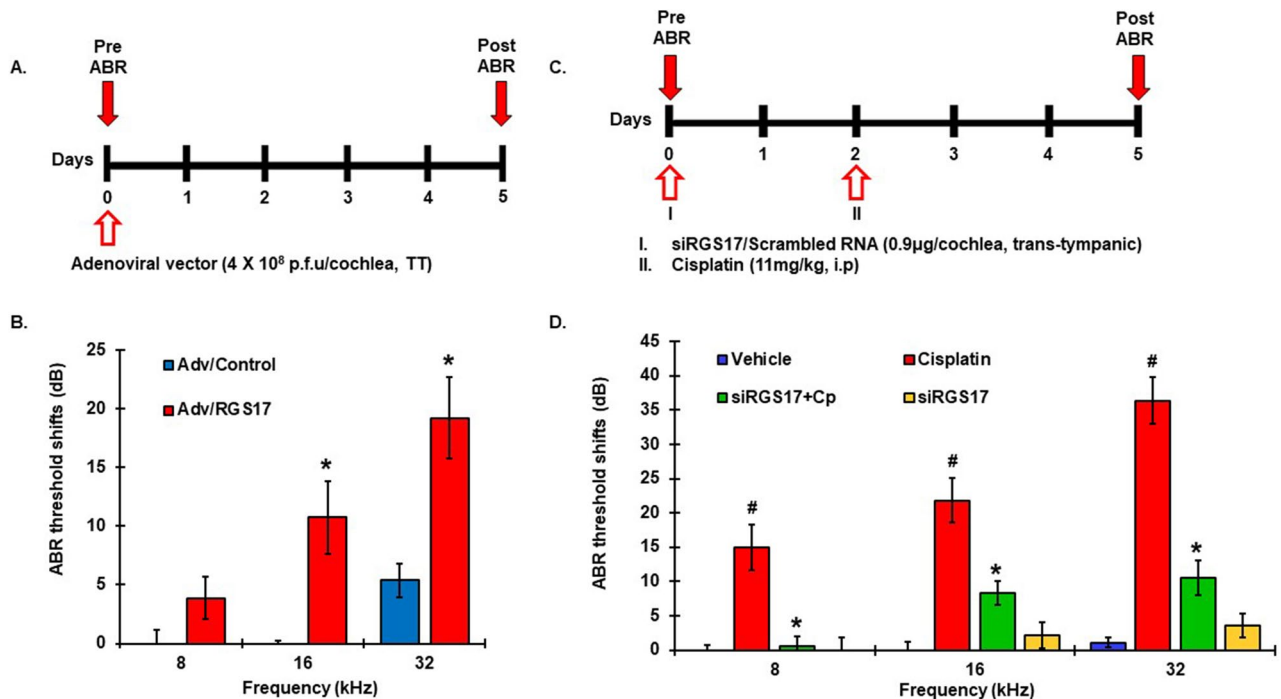 A.
Pre
ABR
Post
ABR
Days
0 1 2 3 4 5
Adenoviral vector (4 X 10⁸ p.f.u/cochlea, TT)
B.
25
20
15
10
5
0
ABR threshold shifts (dB)
Adv/Control
Adv/RGS17
*
*
8 16 32
Frequency (kHz)
C.
Pre
ABR
Post
ABR
Days
0 1 2 3 4 5
I II
I. siRGS17/Scrambled RNA (0.9µg/cochlea, trans-tympanic)
II. Cisplatin (11mg/kg, i.p)
D.
45
40
35
30
25
20
15
10
5
0
ABR threshold shifts (dB)
Vehicle Cisplatin
siRGS17+Cp siRGS17
#
*
#
*
#
*
8 16 32
Frequency (kHz)